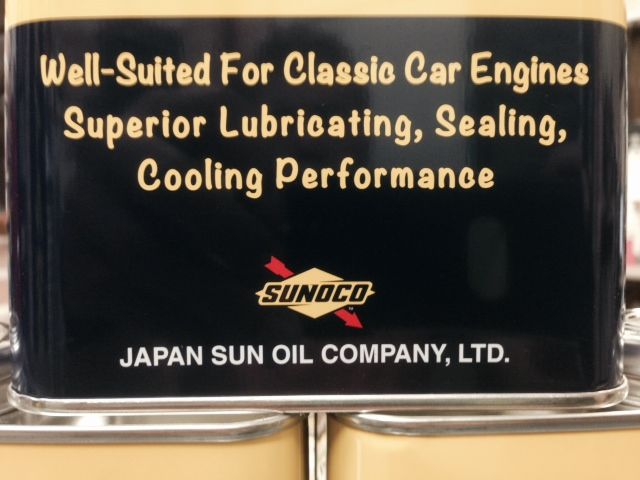 Well-Suited For Classic Car Engines
Superior Lubricating, Sealing,
Cooling Performance
SUNOCO
JAPAN SUN OIL COMPANY, LTD.